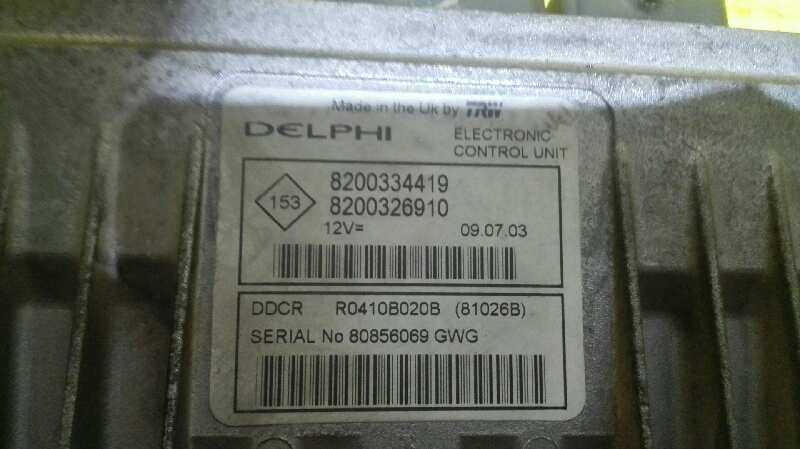 Made in the Uk by TRW
DELPHI
ELECTRONIC
CONTROL UNIT
153
8200334419
8200326910
12V=
09.07.03
DDCR R0410B020B (81026B)
SERIAL No 80856069 GWG